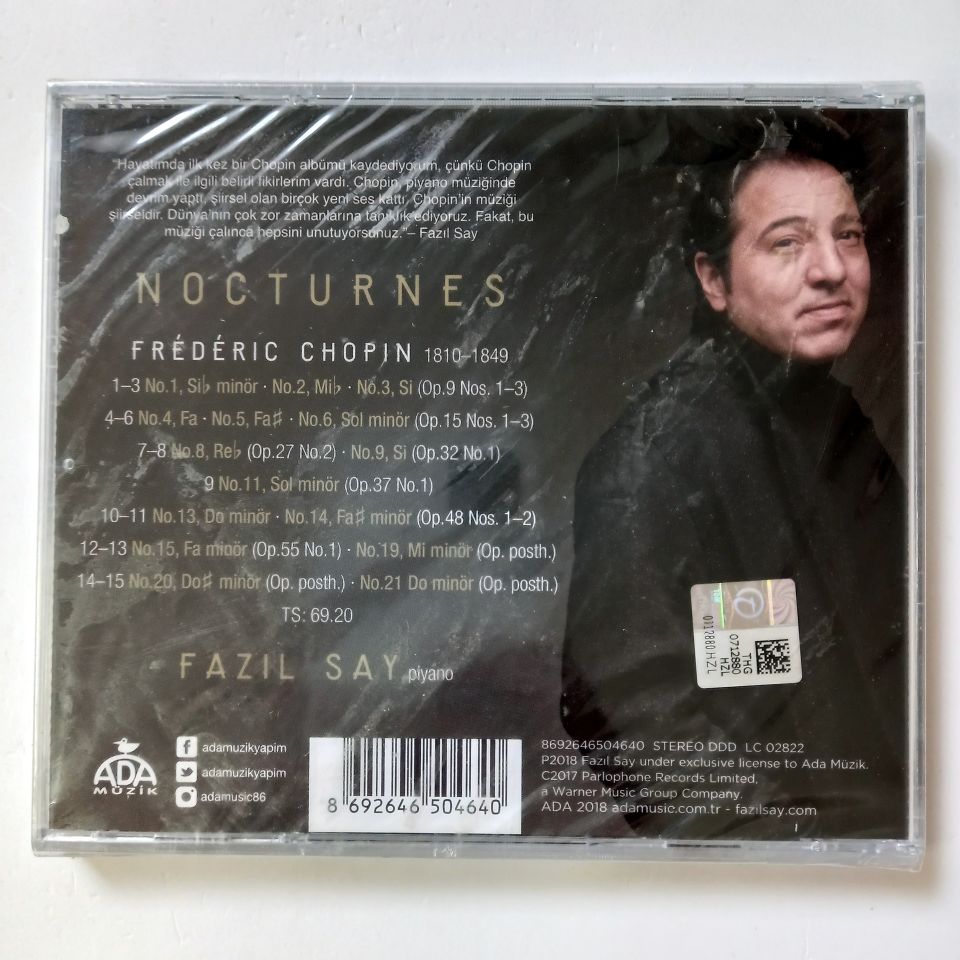 "Hayatımda ilk kez bir Chopin albümü kaydediyorum, çünkü Chopin
çalmak ile ilgili belirli fikirlerim vardı. Chopin, piyano müziğinde
devrim yaptı, şiirsel olan birçok yeni ses kattı, Chopin'in müziği
şiirseldir. Dünya'nın çok zor zamanlarına tanıklık ediyoruz. Fakat, bu
müziği çalınca hepsini unutuyorsunuz."– Fazıl Say
NOCTURNES
FRÉDÉRIC CHOPIN 1810–1849
1–3 No.1, Si♭ minör · No.2, Mi♭ · No.3, Si (Op.9 Nos. 1–3)
4–6 No.4, Fa · No.5, Fa♯ · No.6, Sol minör (Op.15 Nos. 1–3)
7–8 No.8, Re♭ (Op.27 No.2) · No.9, Si (Op.32 No.1)
9 No.11, Sol minör (Op.37 No.1)
10–11 No.13, Do minör · No.14, Fa♯ minör (Op.48 Nos. 1–2)
12–13 No.15, Fa minör (Op.55 No.1) · No.19, Mi minör (Op. posth.)
14–15 No.20, Do♯ minör (Op. posth.) · No.21 Do minör (Op. posth.)
TS: 69.20
FAZIL SAY piyano
0712880HZL
THG
0712880
HZL
ADA
MÜZİK
adamuzikyapim
adamuzikyapim
adamusic86
8 692646 504640
8692646504640 STEREO DDD LC 02822
P2018 Fazıl Say under exclusive license to Ada Müzik.
C2017 Parlophone Records Limited.
a Warner Music Group Company.
ADA 2018 adamusic.com.tr - fazilsay.com